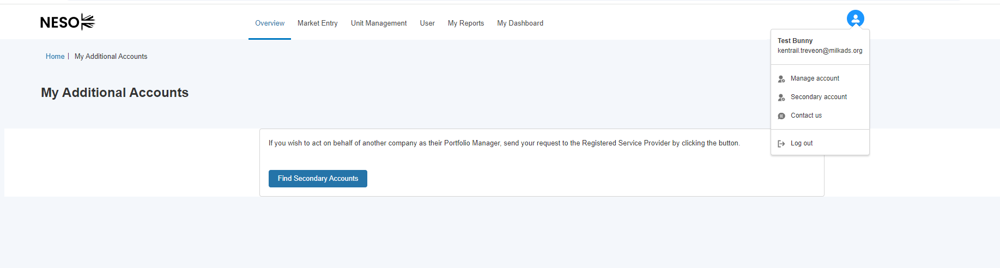 NESO
Overview Market Entry Unit Management User My Reports My Dashboard
Test Bunny
kentrail.treveon@milkads.org
Manage account
Secondary account
Contact us
Log out
Home | My Additional Accounts
My Additional Accounts
If you wish to act on behalf of another company as their Portfolio Manager, send your request to the Registered Service Provider by clicking the button.
Find Secondary Accounts